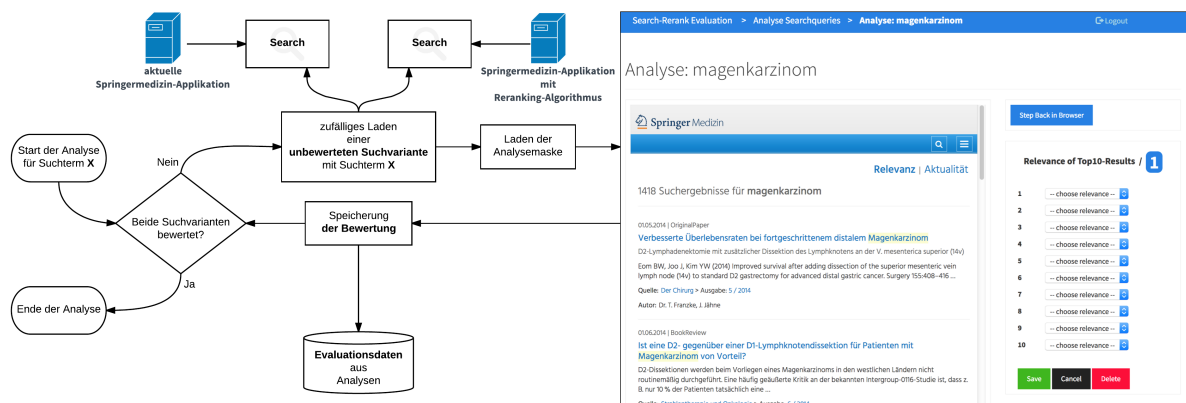 Search
Search
aktuelle
Springermedizin-Applikation
Springermedizin-Applikation
mit
Reranking-Algorithmus
Start der Analyse
für Suchterm X
Nein
zufälliges Laden
einer
unbewerteten Suchvariante
mit Suchterm X
Laden der
Analysemaske
Beide Suchvarianten
bewertet?
Speicherung
der Bewertung
Ja
Ende der Analyse
Evaluationsdaten
aus
Analysen
Search-Rerank Evaluation > Analyse Searchqueries > Analyse: magenkarzinom
Logout
Analyse: magenkarzinom
Springer Medizin
Relevanz | Aktualität
1418 Suchergebnisse für magenkarzinom
01.05.2014 | OriginalPaper
Verbesserte Überlebensraten bei fortgeschrittenem distalem Magenkarzinom
D2-Lymphadenektomie mit zusätzlicher Dissektion des Lymphknotens an der V. mesenterica superior (14v)
Eom BW, Joo J, Kim YW (2014) Improved survival after adding dissection of the superior mesenteric vein
lymph node (14v) to standard D2 gastrectomy for advanced distal gastric cancer. Surgery 155:408–416 ...
Quelle: Der Chirurg > Ausgabe: 5 / 2014
Autor: Dr. T. Franzke, J. Jähne
01.06.2014 | BookReview
Ist eine D2- gegenüber einer D1-Lymphknotendissektion für Patienten mit
Magenkarzinom von Vorteil?
D2-Dissektionen werden beim Vorliegen eines Magenkarzinoms in den westlichen Ländern nicht
routinemäßig durchgeführt. Eine häufig geäußerte Kritik an der bekannten Intergroup-0116-Studie ist, dass z.
B. nur 10 % der Patienten tatsächlich eine ...
Step Back in Browser
Relevance of Top10-Results / 1
1 -- choose relevance --
2 -- choose relevance --
3 -- choose relevance --
4 -- choose relevance --
5 -- choose relevance --
6 -- choose relevance --
7 -- choose relevance --
8 -- choose relevance --
9 -- choose relevance --
10 -- choose relevance --
Save Cancel Delete